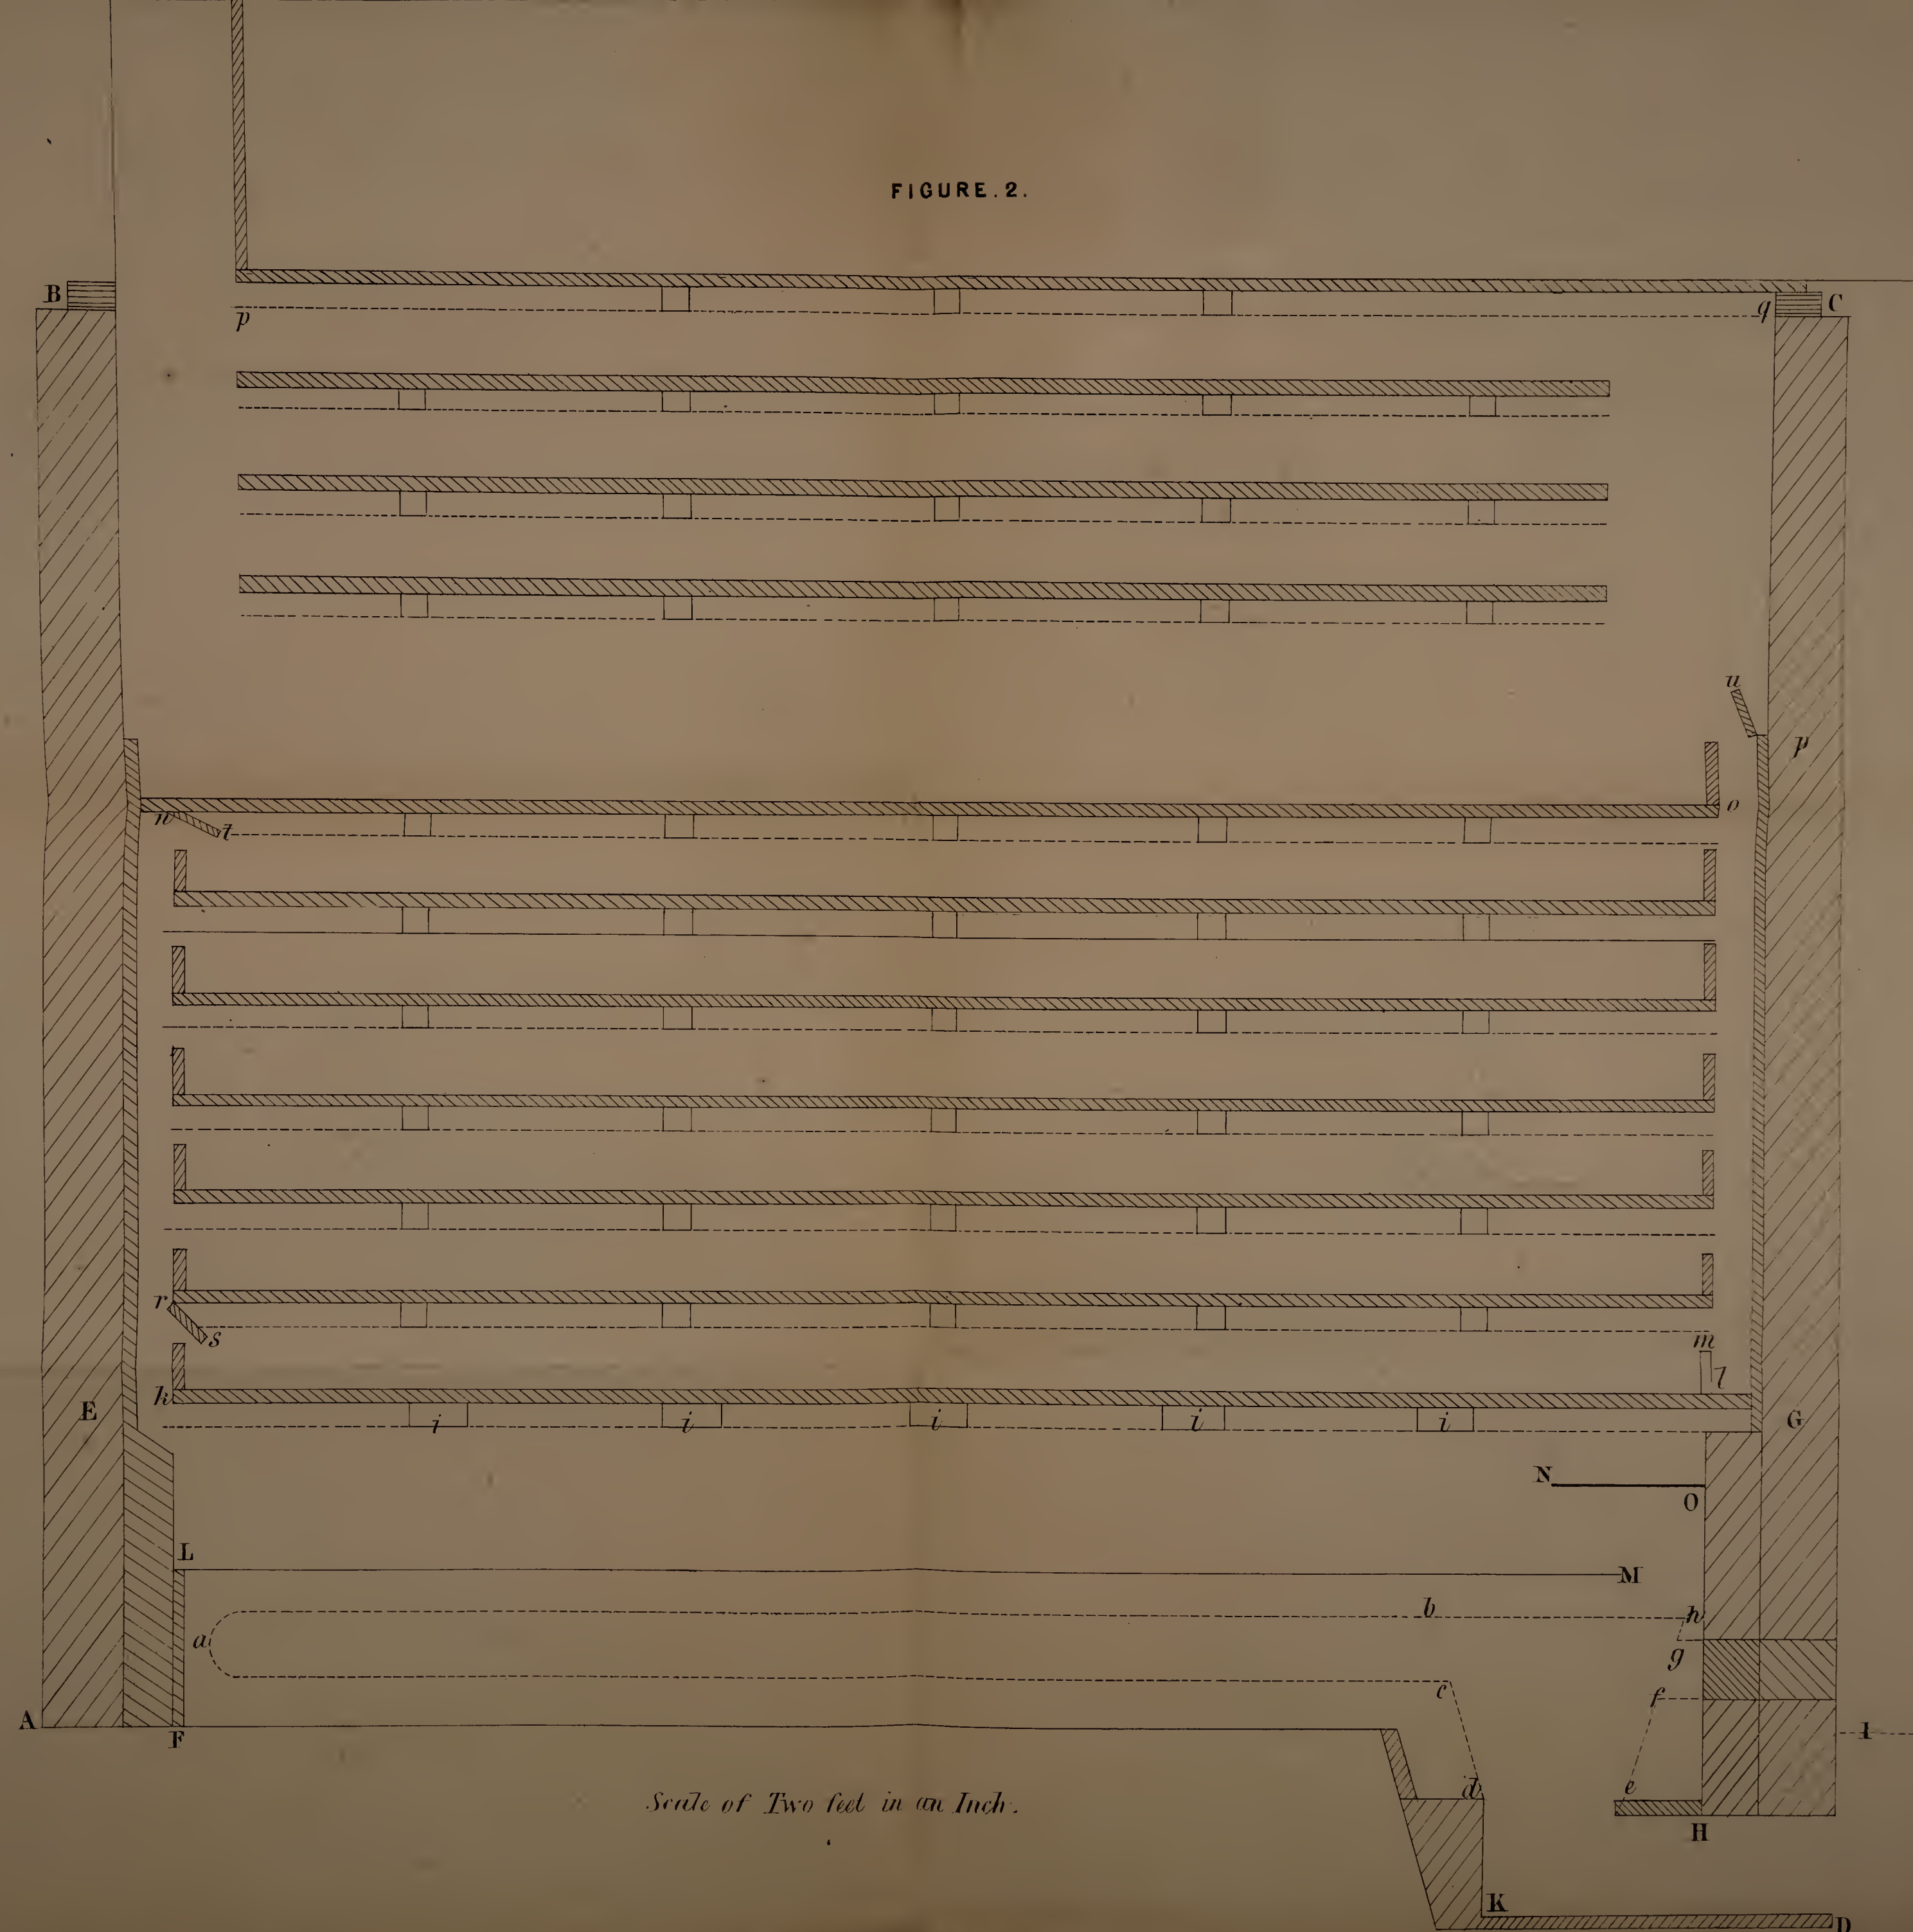 FIGURE. 2.
B
C
p
q
u
p
n
t
o
r
s
m
l
k
i i i i i
E
G
N
O
L
M
b
h
a
g
c
f
A
F
I
d
e
Scale of Two feet in an Inch.
H
K
D